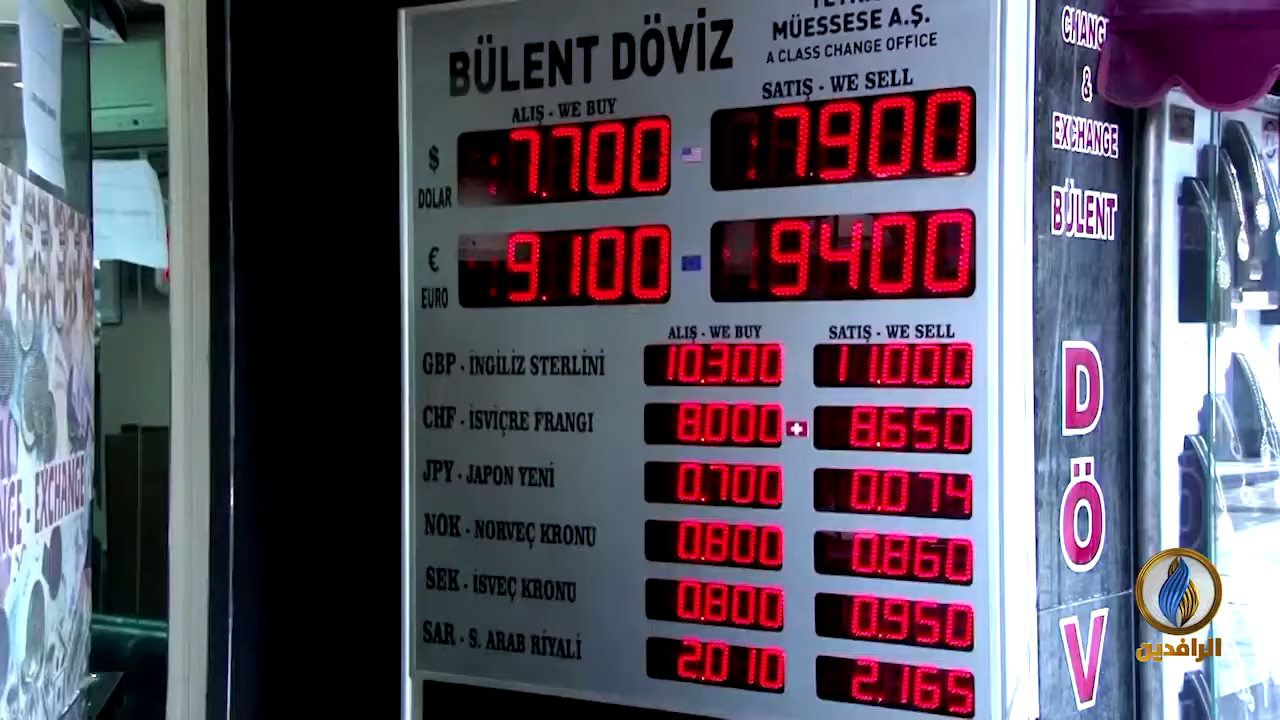 BÜLENT DÖVİZ
MÜESSESE A.Ş.
A CLASS CHANGE OFFICE
ALIŞ - WE BUY
SATIŞ - WE SELL
$ 7.700 7.900
DOLAR
€ 9.100 9.400
EURO
ALIŞ - WE BUY SATIŞ - WE SELL
GBP - İNGİLİZ STERLİNİ 10.300 11.000
CHF - İSVİÇRE FRANGI 8.000 8.650
JPY - JAPON YENİ 0.700 0.074
NOK - NORVEÇ KRONU 0.800 0.860
SEK - İSVEÇ KRONU 0.800 0.950
SAR - S. ARAB RİYALİ 2.010 2.165
CHANG
&
EXCHANGE
BÜLENT
D
Ö
V
NGE - EXCHANGE
الرافدين